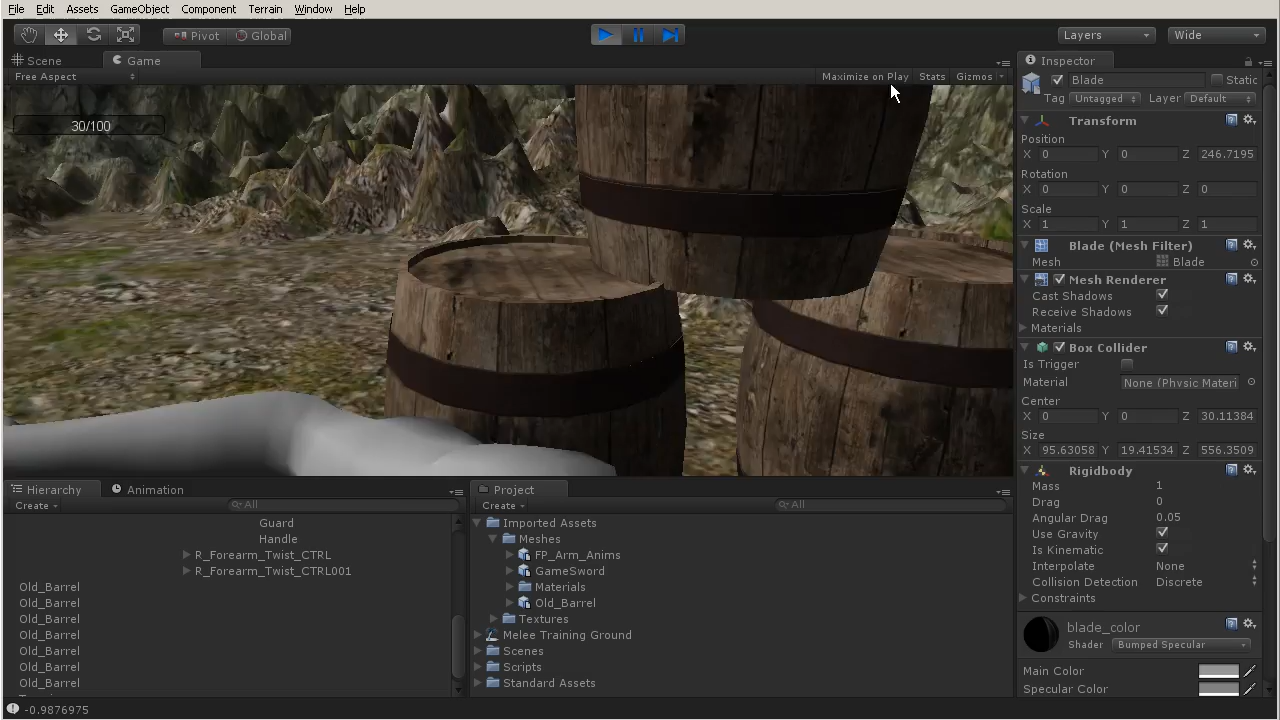 File Edit Assets GameObject Component Terrain Window Help
Pivot Global Layers Wide
Scene Game Inspector
Free Aspect Maximize on Play Stats Gizmos
Blade Static
Tag Untagged Layer Default
30/100
Transform
Position
X 0 Y 0 Z 246.7195
Rotation
X 0 Y 0 Z 0
Scale
X 1 Y 1 Z 1
Blade (Mesh Filter)
Mesh Blade
Mesh Renderer
Cast Shadows
Receive Shadows
Materials
Box Collider
Is Trigger
Material None (Physic Materi
Center
X 0 Y 0 Z 30.11384
Size
X 95.63058 Y 19.41534 Z 556.3509
Rigidbody
Mass 1
Drag 0
Angular Drag 0.05
Use Gravity
Is Kinematic
Interpolate None
Collision Detection Discrete
Constraints
blade_color
Shader Bumped Specular
Main Color
Specular Color
Hierarchy Animation
Create All
Guard
Handle
R_Forearm_Twist_CTRL
R_Forearm_Twist_CTRL001
Old_Barrel
Old_Barrel
Old_Barrel
Old_Barrel
Old_Barrel
Old_Barrel
Old_Barrel
Project
Create All
Imported Assets
Meshes
FP_Arm_Anims
GameSword
Materials
Old_Barrel
Textures
Melee Training Ground
Scenes
Scripts
Standard Assets
-0.9876975